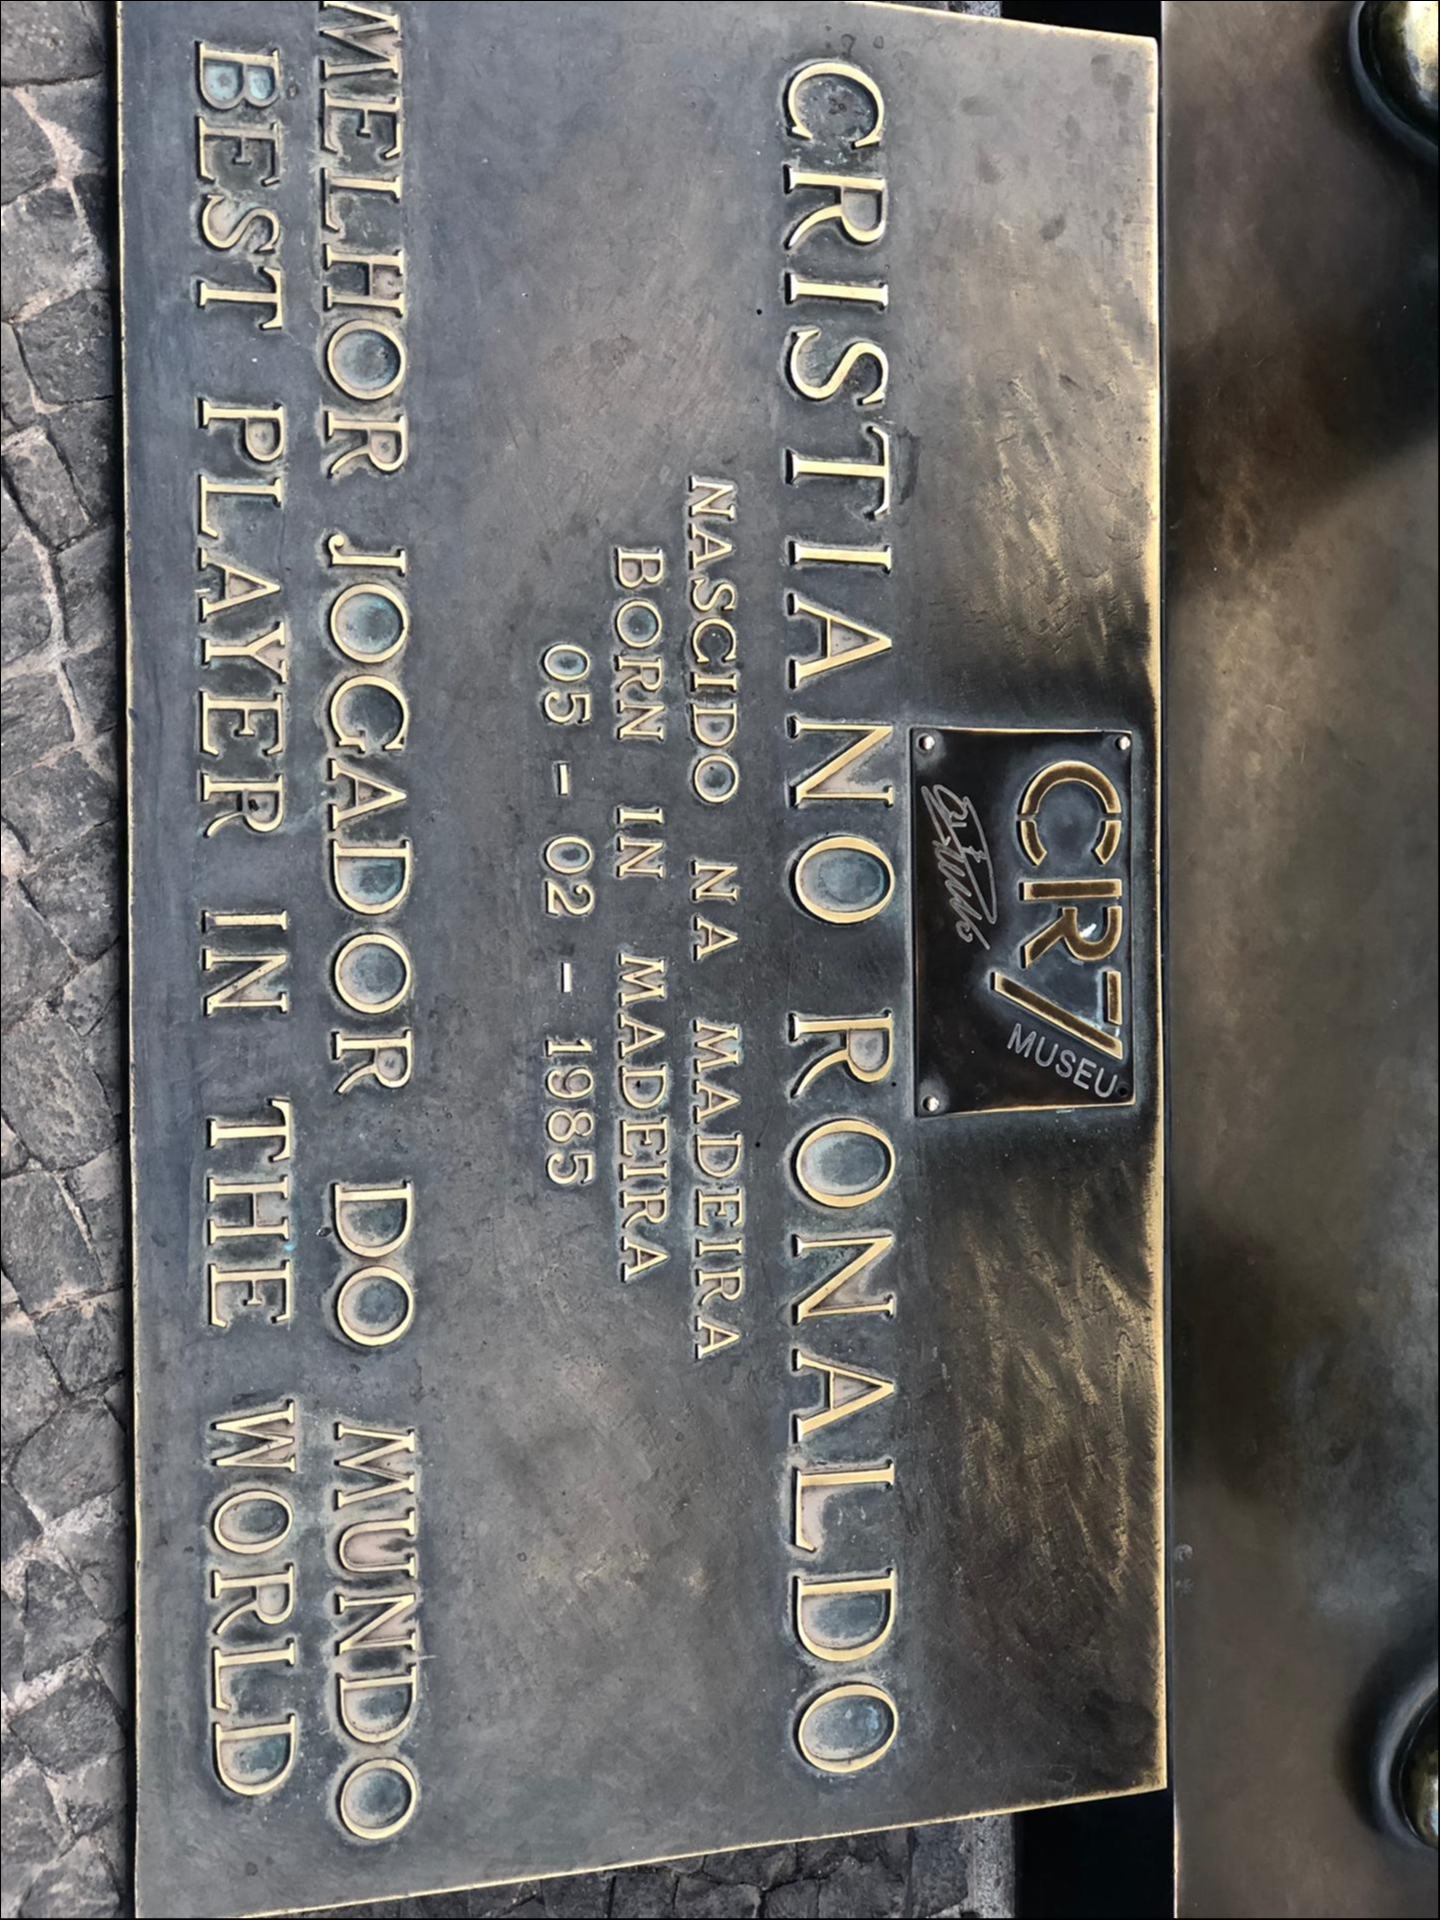 CR7
MUSEU
CRISTIANO RONALDO
NASCIDO NA MADEIRA
BORN IN MADEIRA
05 - 02 - 1985
MELHOR JOGADOR DO MUNDO
BEST PLAYER IN THE WORLD